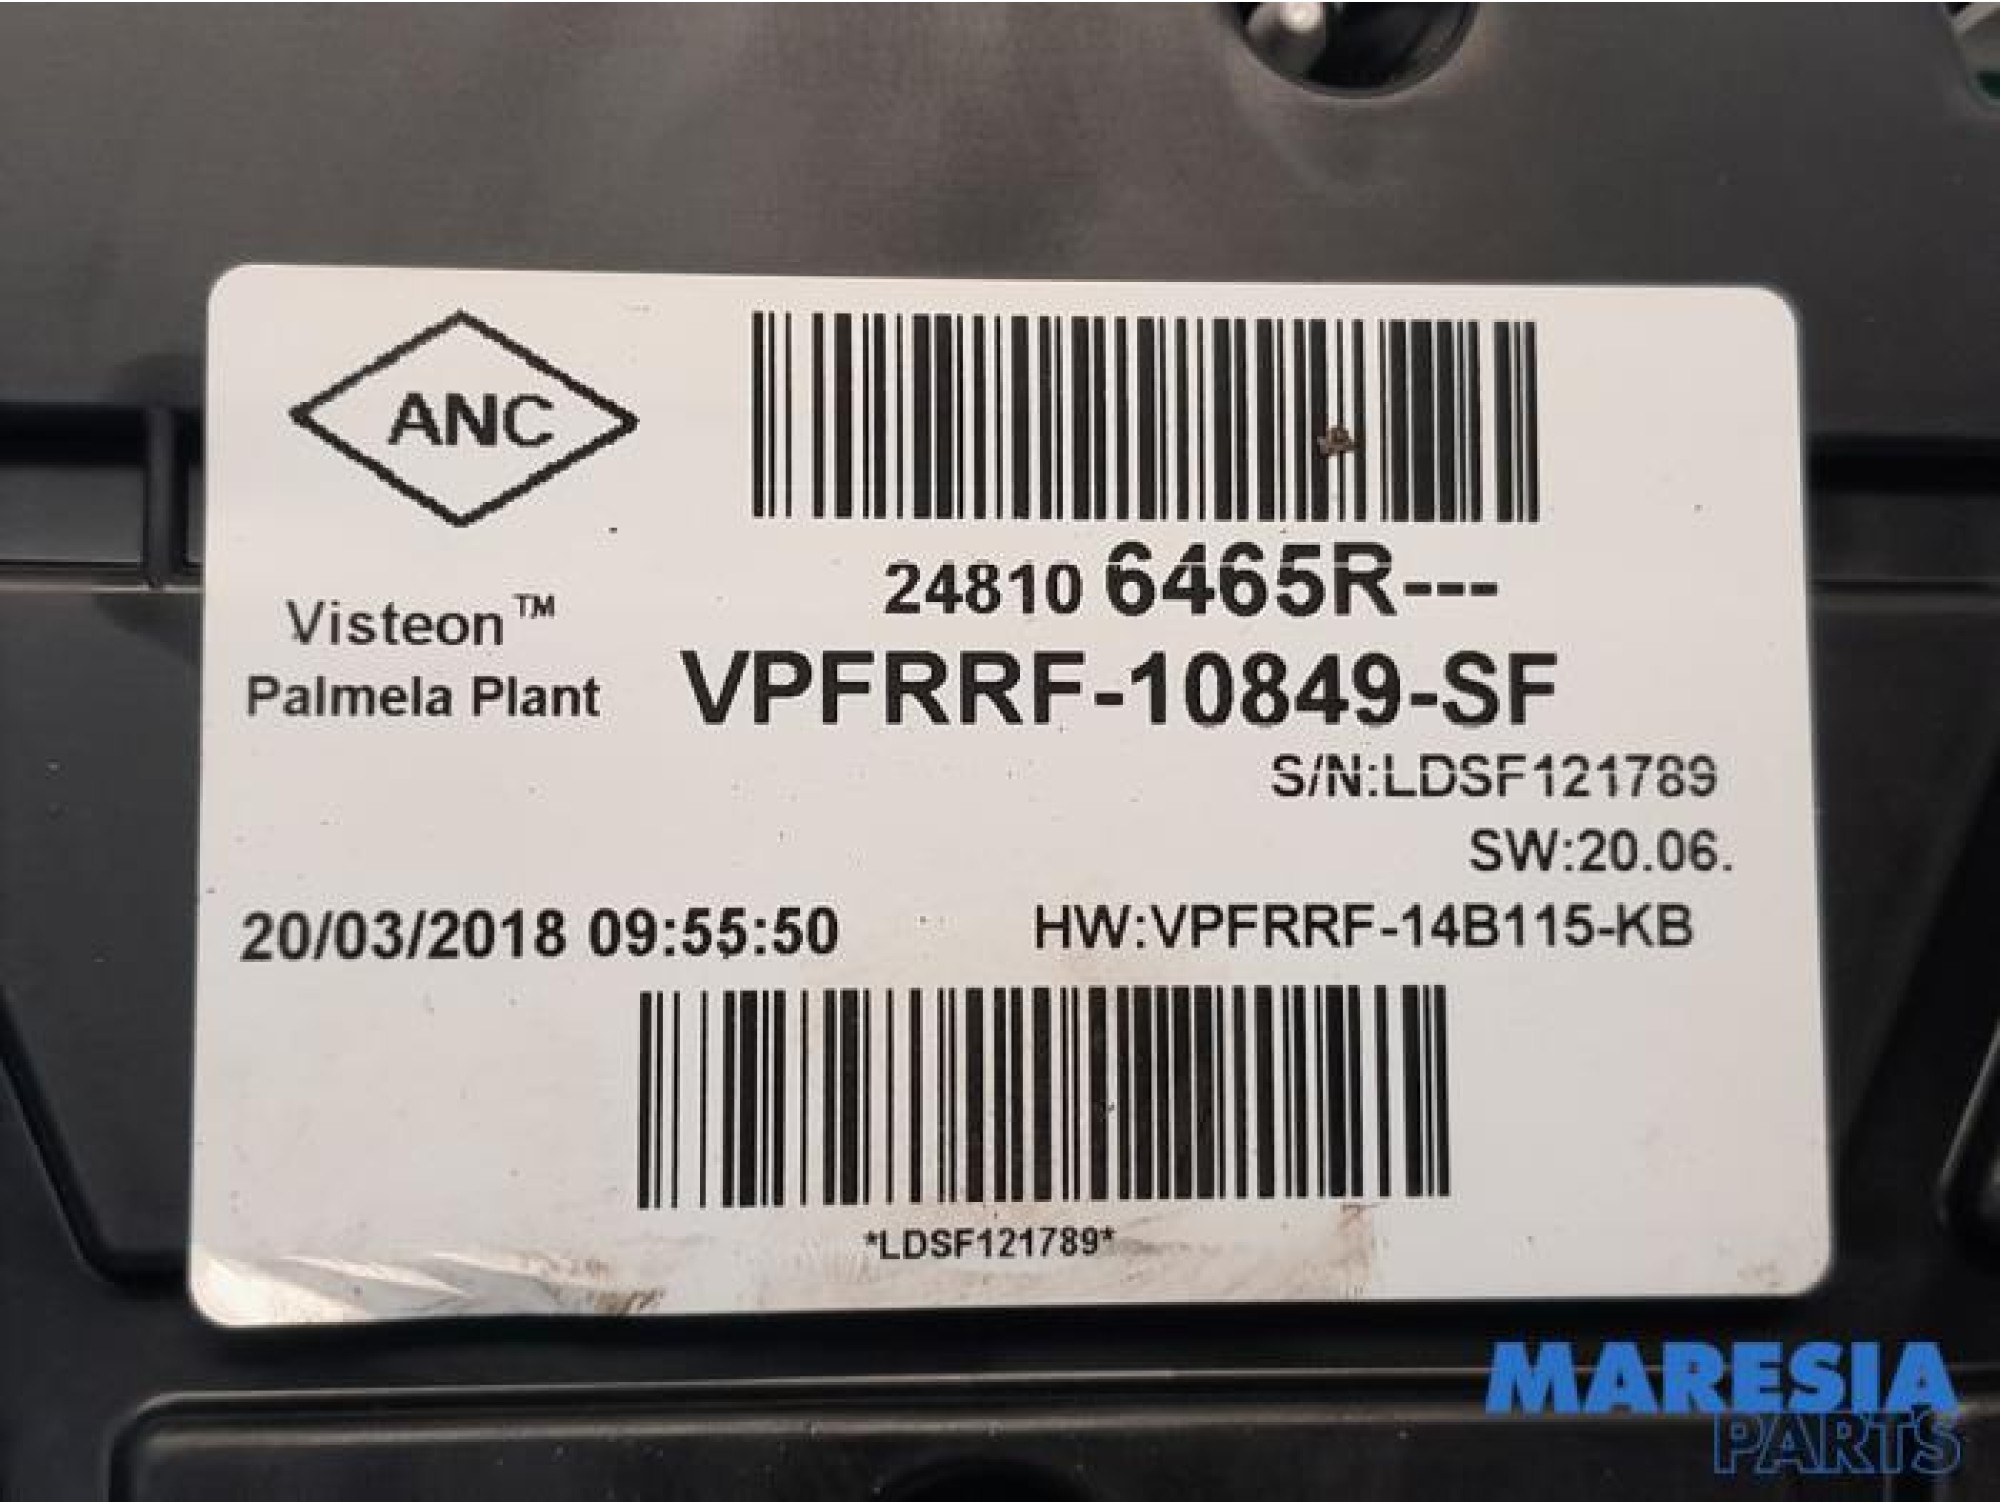 ANC
Visteon™
Palmela Plant
24810 6465R---
VPFRRF-10849-SF
S/N:LDSF121789
SW:20.06.
20/03/2018 09:55:50
HW:VPFRRF-14B115-KB
*LDSF121789*
MARESIA
PARTS